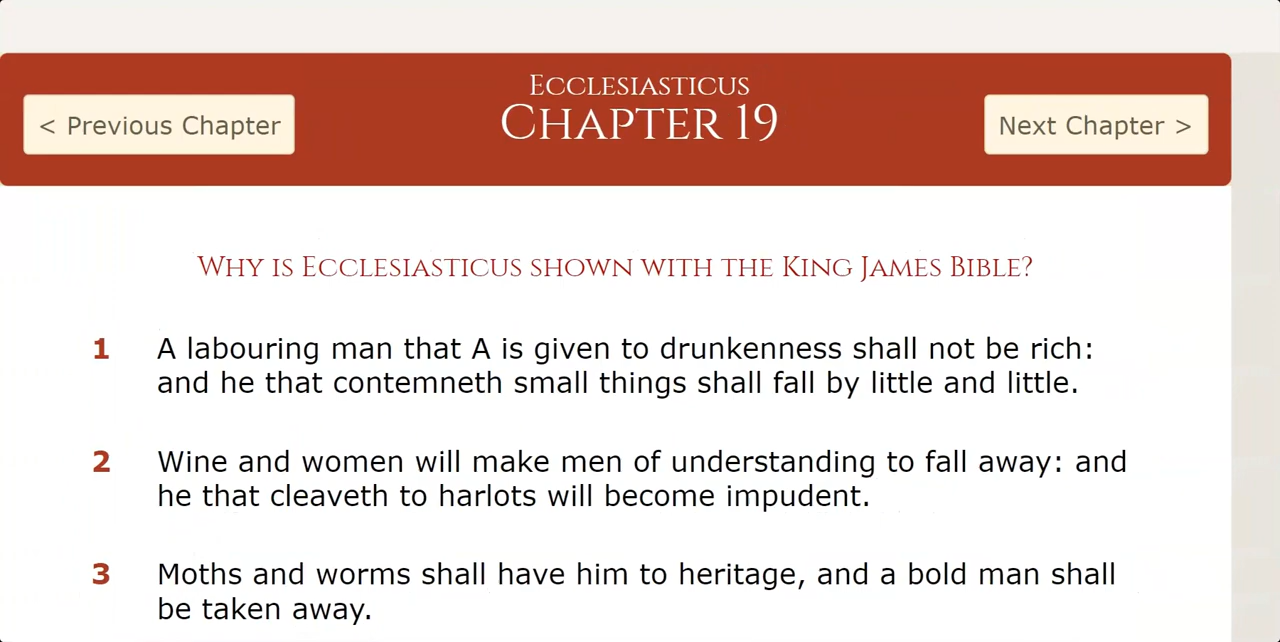 Ecclesiasticus
Chapter 19
< Previous Chapter
Next Chapter >
Why is Ecclesiasticus shown with the King James Bible?
1 A labouring man that A is given to drunkenness shall not be rich:
and he that contemneth small things shall fall by little and little.
2 Wine and women will make men of understanding to fall away: and
he that cleaveth to harlots will become impudent.
3 Moths and worms shall have him to heritage, and a bold man shall
be taken away.